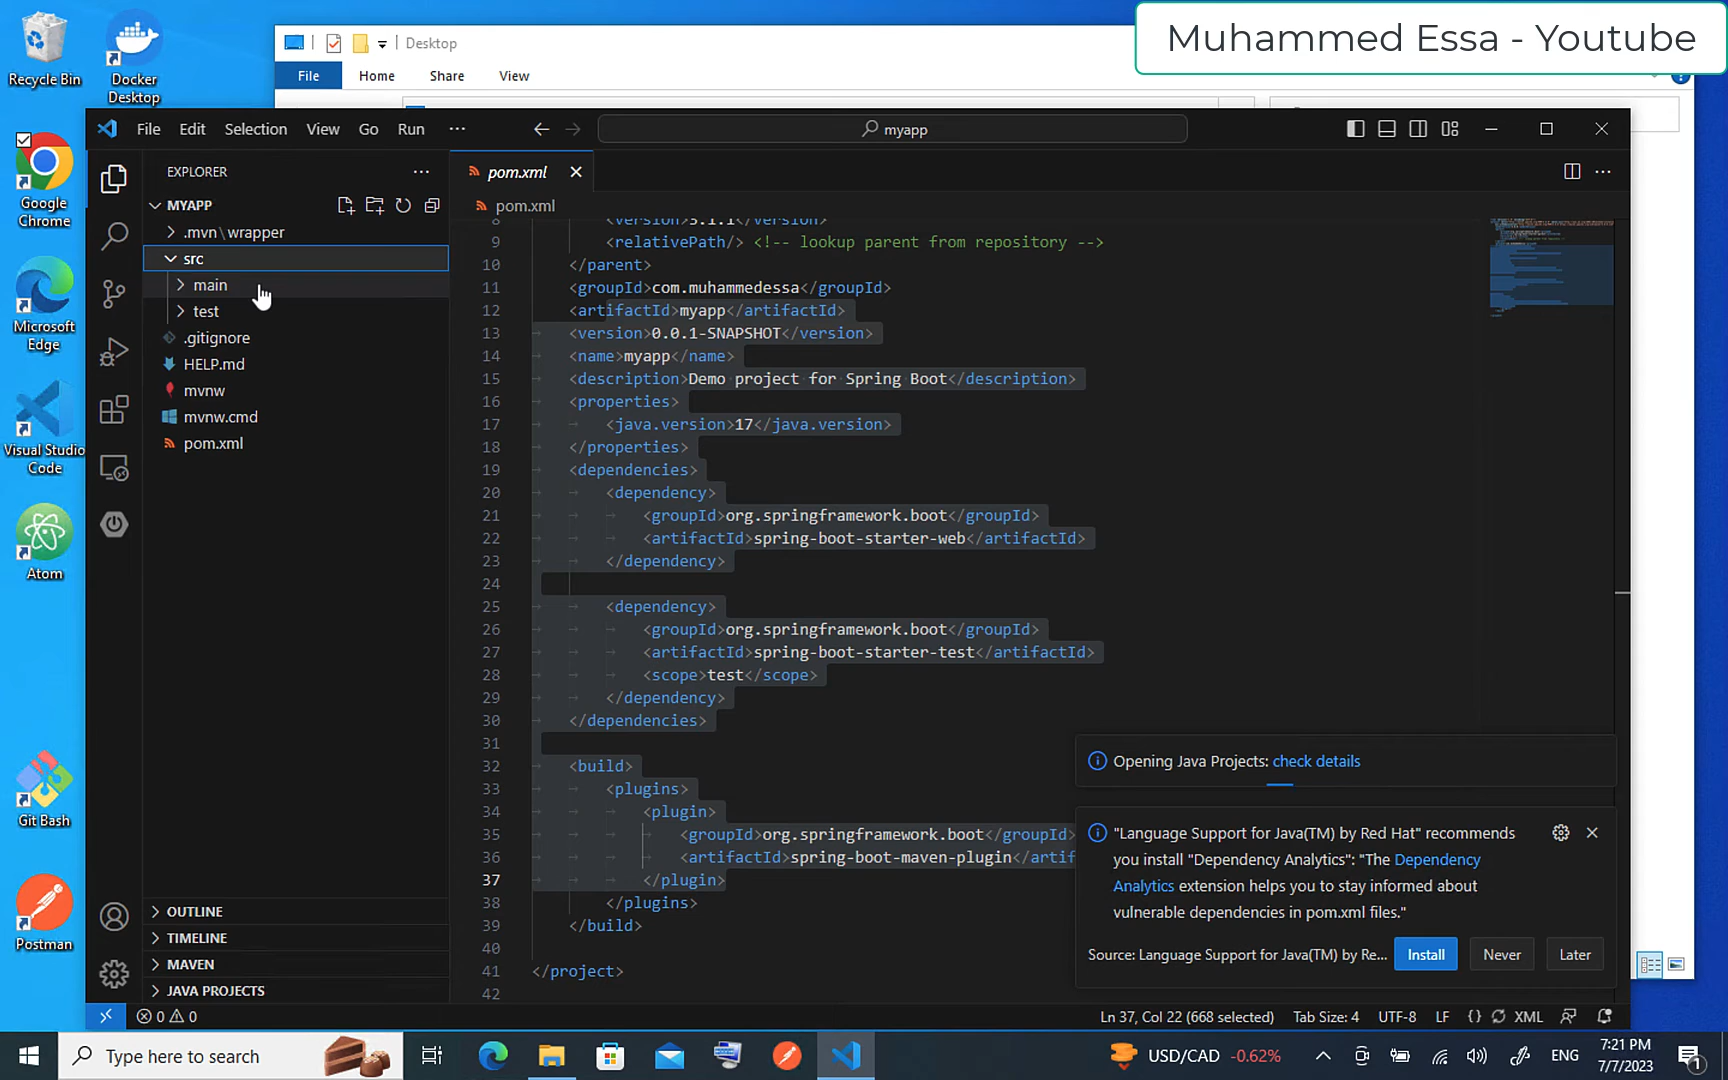 Muhammed Essa - Youtube
Recycle Bin
Docker
Desktop
Desktop
File Home Share View
Google
Chrome
Microsoft
Edge
Visual Studio
Code
Atom
Git Bash
Postman
File Edit Selection View Go Run ···
myapp
EXPLORER
MYAPP
.mvn\wrapper
src
main
test
.gitignore
HELP.md
mvnw
mvnw.cmd
pom.xml
OUTLINE
TIMELINE
MAVEN
JAVA PROJECTS
pom.xml
pom.xml
8 <version>3.1.1</version>
9 <relativePath/> <!-- lookup parent from repository -->
10 </parent>
11 <groupId>com.muhammedessa</groupId>
12 <artifactId>myapp</artifactId>
13 <version>0.0.1-SNAPSHOT</version>
14 <name>myapp</name>
15 <description>Demo project for Spring Boot</description>
16 <properties>
17 <java.version>17</java.version>
18 </properties>
19 <dependencies>
20 <dependency>
21 <groupId>org.springframework.boot</groupId>
22 <artifactId>spring-boot-starter-web</artifactId>
23 </dependency>
24
25 <dependency>
26 <groupId>org.springframework.boot</groupId>
27 <artifactId>spring-boot-starter-test</artifactId>
28 <scope>test</scope>
29 </dependency>
30 </dependencies>
31
32 <build>
33 <plugins>
34 <plugin>
35 <groupId>org.springframework.boot</groupId>
36 <artifactId>spring-boot-maven-plugin</artif
37 </plugin>
38 </plugins>
39 </build>
40
41 </project>
42
Opening Java Projects: check details
"Language Support for Java(TM) by Red Hat" recommends
you install "Dependency Analytics": "The Dependency
Analytics extension helps you to stay informed about
vulnerable dependencies in pom.xml files."
Source: Language Support for Java(TM) by Re...
Install Never Later
0 0
Ln 37, Col 22 (668 selected) Tab Size: 4 UTF-8 LF {} XML
Type here to search
USD/CAD -0.62%
ENG
7:21 PM
7/7/2023
1